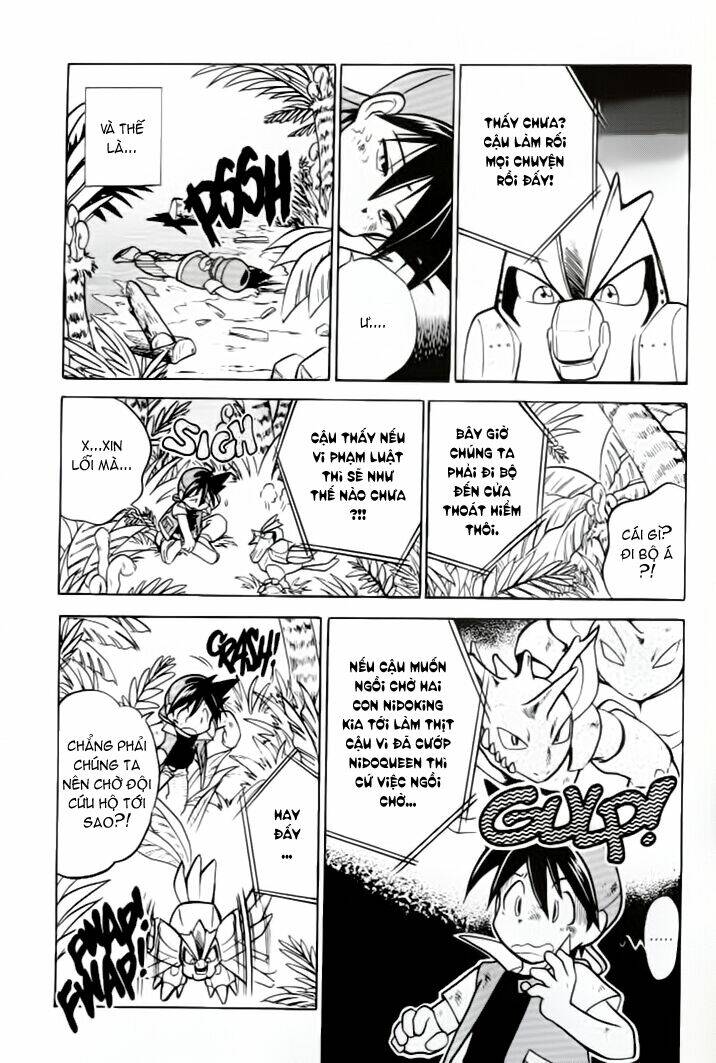 VÀ THẾ
LÀ...
PSSH
Ư....
THẤY CHƯA?
CẬU LÀM RỐI
MỌI CHUYỆN
RỒI ĐẤY!
X...XIN
LỖI MÀ...
SIGH
CẬU THẤY NẾU
VI PHẠM LUẬT
THÌ SẼ NHƯ
THẾ NÀO CHƯA
?!!
BÂY GIỜ
CHÚNG TA
PHẢI ĐI BỘ
ĐẾN CỬA
THOÁT HIỂM
THÔI.
CÁI GÌ?
ĐI BỘ Á
?!
CRASH!
CHẲNG PHẢI
CHÚNG TA
NÊN CHỜ ĐỘI
CỨU HỘ TỚI
SAO?!
HAY
ĐẤY
...
FWAP!
FWAP!
NẾU CẬU MUỐN
NGỒI CHỜ HAI
CON NIDOKING
KIA TỚI LÀM THỊT
CẬU VÌ ĐÃ CƯỚP
NIDOQUEEN THÌ
CỨ VIỆC NGỒI
CHỜ...
GULP!
.....